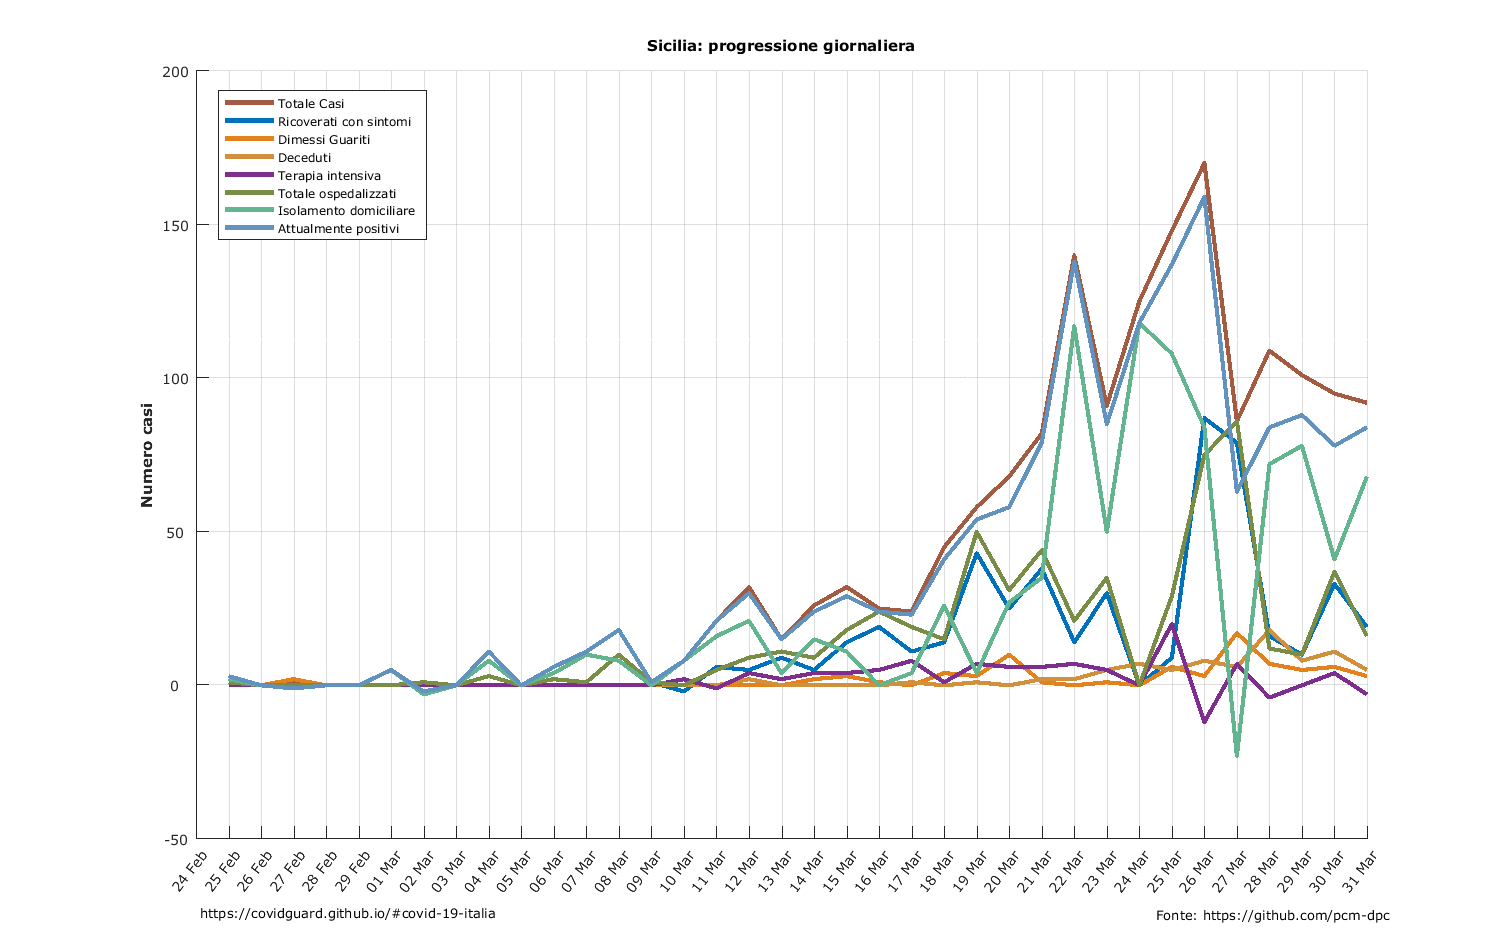 Sicilia: progressione giornaliera
200
150
100
50
0
-50
Numero casi
Totale Casi
Ricoverati con sintomi
Dimessi Guariti
Deceduti
Terapia intensiva
Totale ospedalizzati
Isolamento domiciliare
Attualmente positivi
24 Feb
25 Feb
26 Feb
27 Feb
28 Feb
29 Feb
01 Mar
02 Mar
03 Mar
04 Mar
05 Mar
06 Mar
07 Mar
08 Mar
09 Mar
10 Mar
11 Mar
12 Mar
13 Mar
14 Mar
15 Mar
16 Mar
17 Mar
18 Mar
19 Mar
20 Mar
21 Mar
22 Mar
23 Mar
24 Mar
25 Mar
26 Mar
27 Mar
28 Mar
29 Mar
30 Mar
31 Mar
https://covidguard.github.io/#covid-19-italia
Fonte: https://github.com/pcm-dpc